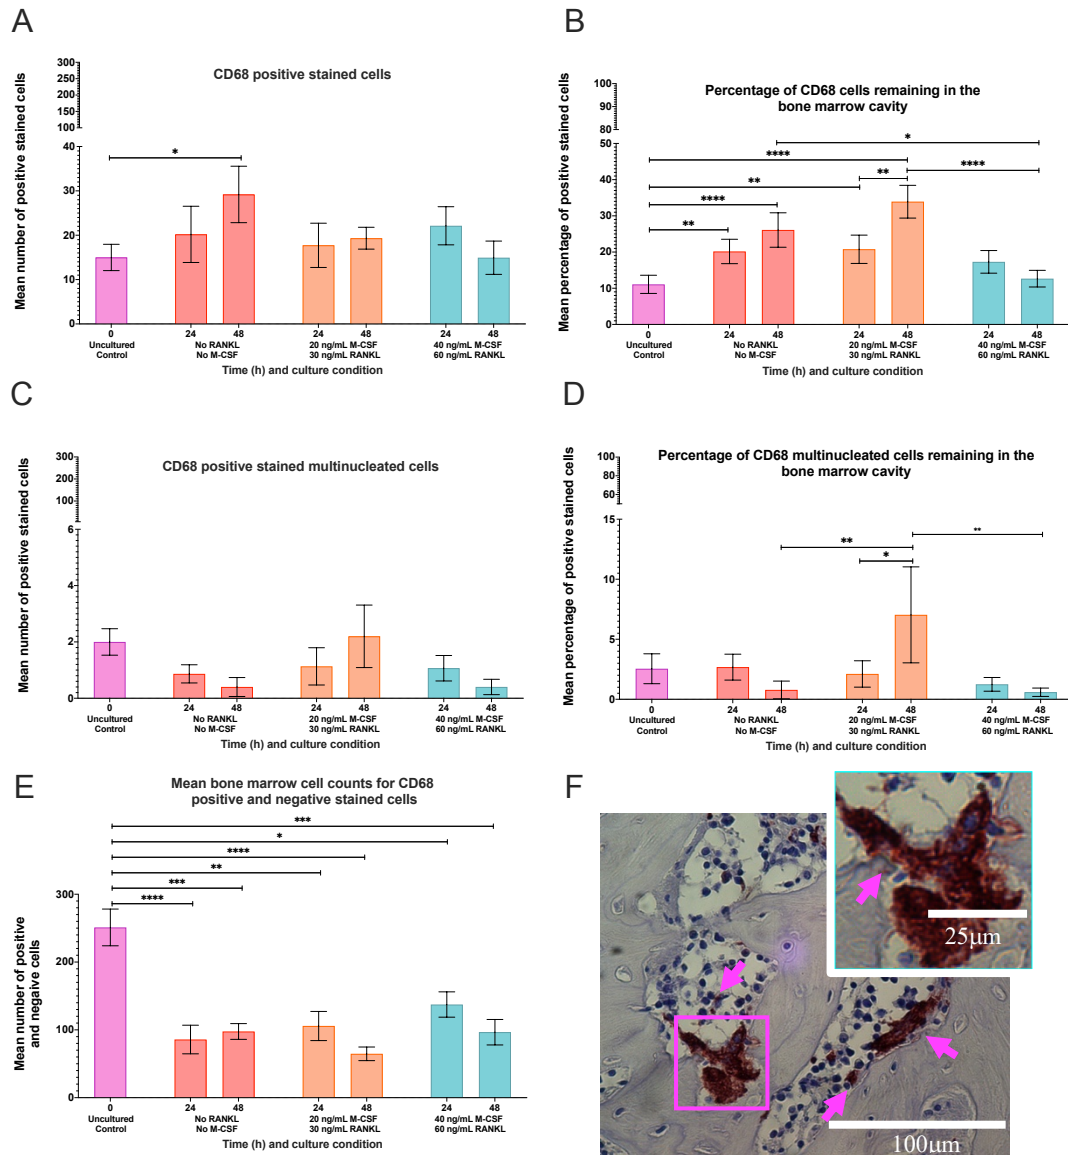 A
CD68 positive stained cells
Mean number of positive stained cells
300
250
200
150
100
40
30
20
10
0
*
0 24 48 24 48 24 48
Uncultured No RANKL 20 ng/mL M-CSF 40 ng/mL M-CSF
Control No M-CSF 30 ng/mL RANKL 60 ng/mL RANKL
Time (h) and culture condition
B
Percentage of CD68 cells remaining in the
bone marrow cavity
Mean percentage of positive stained cells
100
90
80
70
60
50
40
30
20
10
0
*
****
** ****
**
****
**
0 24 48 24 48 24 48
Uncultured No RANKL 20 ng/mL M-CSF 40 ng/mL M-CSF
Control No M-CSF 30 ng/mL RANKL 60 ng/mL RANKL
Time (h) and culture condition
C
CD68 positive stained multinucleated cells
Mean number of positive stained cells
300
250
200
150
100
6
4
2
0
0 24 48 24 48 24 48
Uncultured No RANKL 20 ng/mL M-CSF 40 ng/mL M-CSF
Control No M-CSF 30 ng/mL RANKL 60 ng/mL RANKL
Time (h) and culture condition
D
Percentage of CD68 multinucleated cells remaining in the
bone marrow cavity
Mean percentage of positive stained cells
100
90
80
70
60
50
15
10
5
0
**
**
*
0 24 48 24 48 24 48
Uncultured No RANKL 20 ng/mL M-CSF 40 ng/mL M-CSF
Control No M-CSF 30 ng/mL RANKL 60 ng/mL RANKL
Time (h) and culture condition
E
Mean bone marrow cell counts for CD68
positive and negative stained cells
Mean number of positive
and negative cells
300
200
100
0
***
*
****
**
***
****
0 24 48 24 48 24 48
Uncultured No RANKL 20 ng/mL M-CSF 40 ng/mL M-CSF
Control No M-CSF 30 ng/mL RANKL 60 ng/mL RANKL
Time (h) and culture condition
F
25µm
100µm